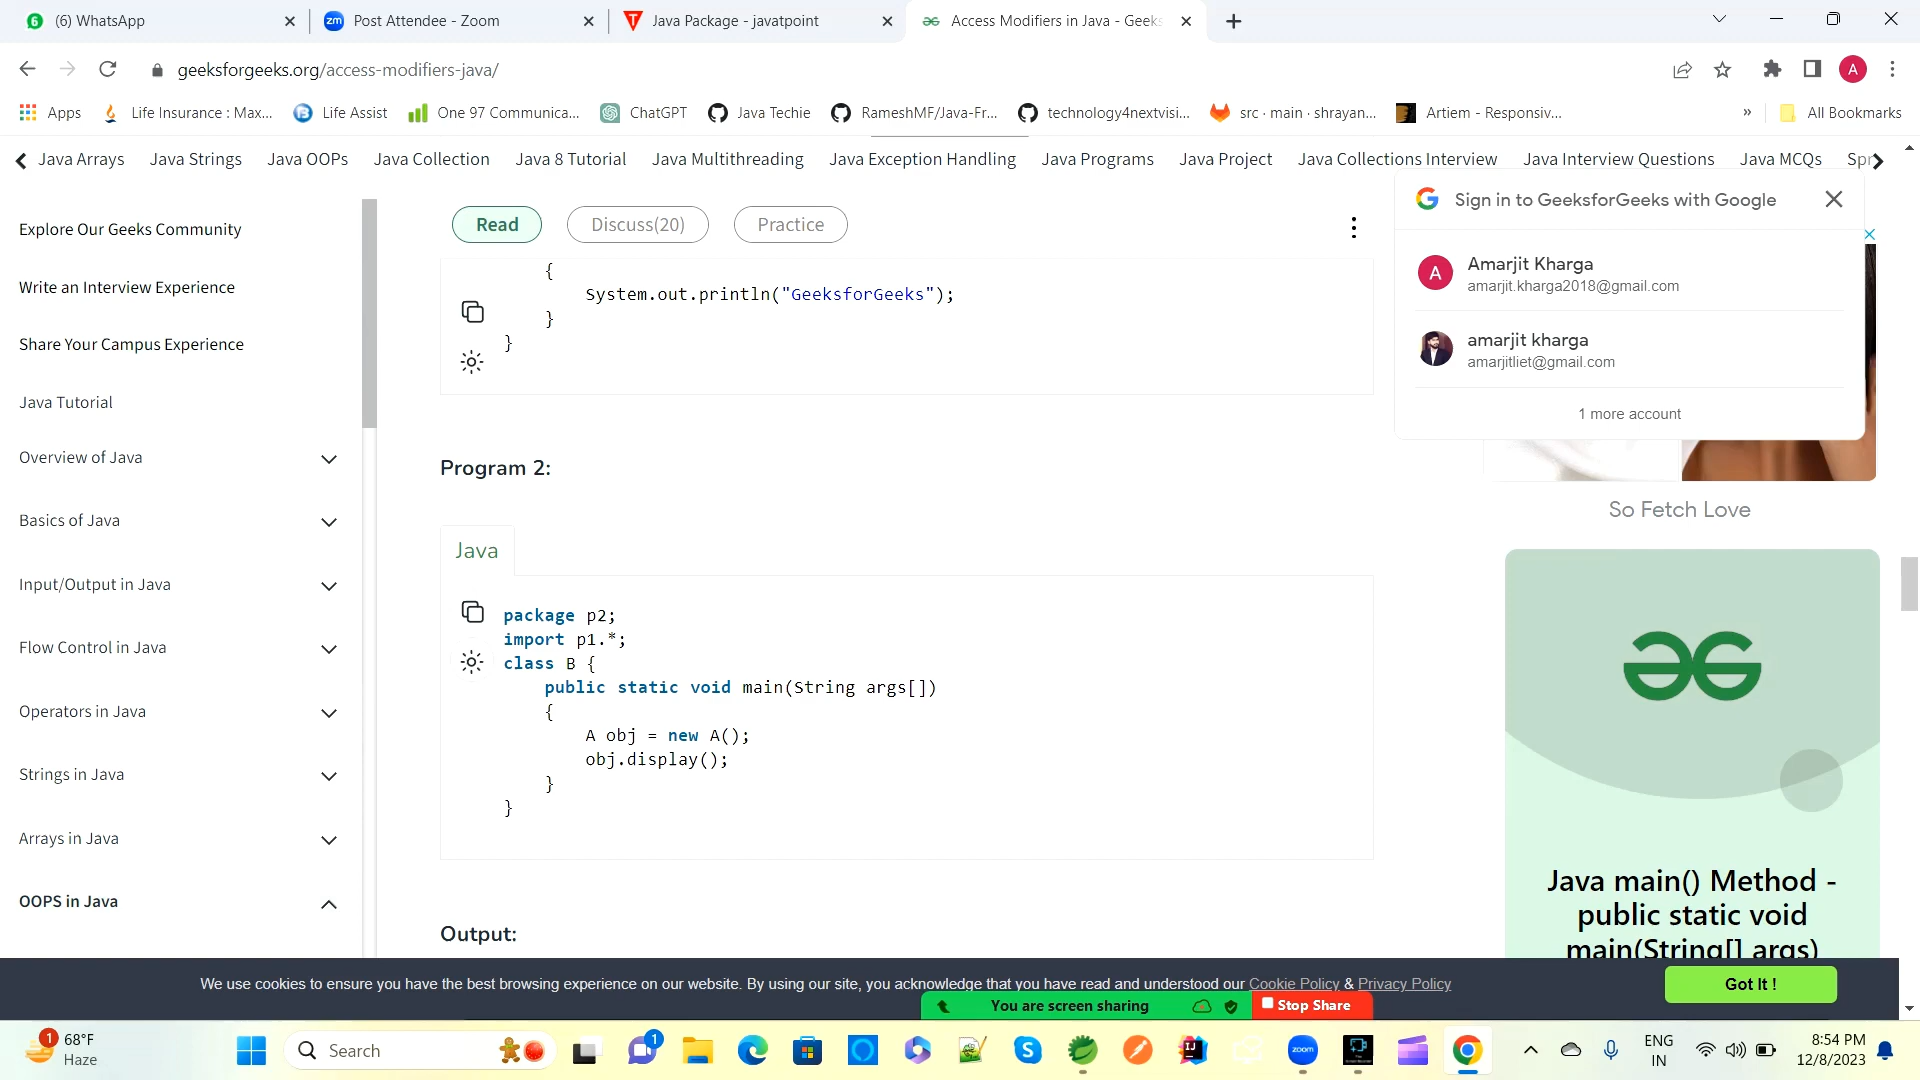 (6) WhatsApp
Post Attendee - Zoom
Java Package - javatpoint
Access Modifiers in Java - Geeks
geeksforgeeks.org/access-modifiers-java/
A
Apps
Life Insurance : Max...
Life Assist
One 97 Communica...
ChatGPT
Java Techie
RameshMF/Java-Fr...
technology4nextvisi...
src · main · shrayan...
Artiem - Responsiv...
»
All Bookmarks
Java Arrays
Java Strings
Java OOPs
Java Collection
Java 8 Tutorial
Java Multithreading
Java Exception Handling
Java Programs
Java Project
Java Collections Interview
Java Interview Questions
Java MCQs
Spr
Explore Our Geeks Community
Write an Interview Experience
Share Your Campus Experience
Java Tutorial
Overview of Java
Basics of Java
Input/Output in Java
Flow Control in Java
Operators in Java
Strings in Java
Arrays in Java
OOPS in Java
Read
Discuss(20)
Practice
{
System.out.println("GeeksforGeeks");
}
}
Program 2:
Java
package p2;
import p1.*;
class B {
public static void main(String args[])
{
A obj = new A();
obj.display();
}
}
Output:
Sign in to GeeksforGeeks with Google
A
Amarjit Kharga
amarjit.kharga2018@gmail.com
amarjit kharga
amarjitliet@gmail.com
1 more account
So Fetch Love
Java main() Method -
public static void
main(String[] args)
We use cookies to ensure you have the best browsing experience on our website. By using our site, you acknowledge that you have read and understood our Cookie Policy & Privacy Policy
Got It !
You are screen sharing
Stop Share
1
68°F
Haze
Search
1
zoom
ENG
IN
8:54 PM
12/8/2023